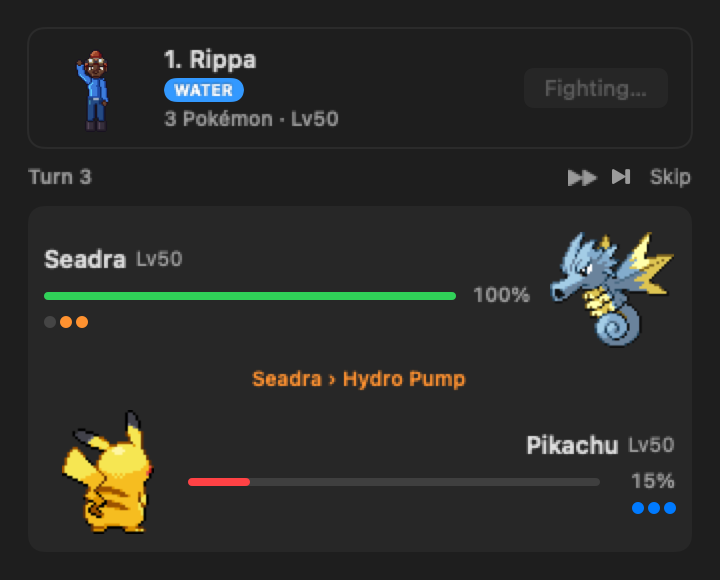 1. Rippa
WATER
3 Pokémon · Lv50
Fighting...
Turn 3
Skip
Seadra Lv50
100%
Seadra › Hydro Pump
Pikachu Lv50
15%